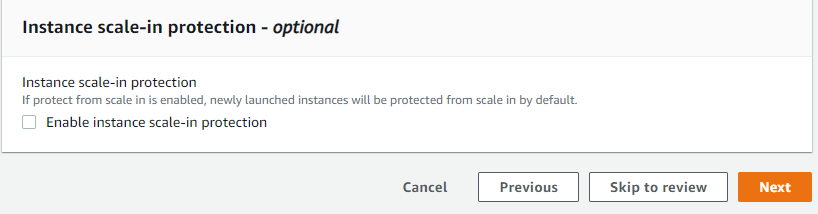 Instance scale-in protection - optional
Instance scale-in protection
If protect from scale in is enabled, newly launched instances will be protected from scale in by default.
Enable instance scale-in protection
Cancel Previous Skip to review Next